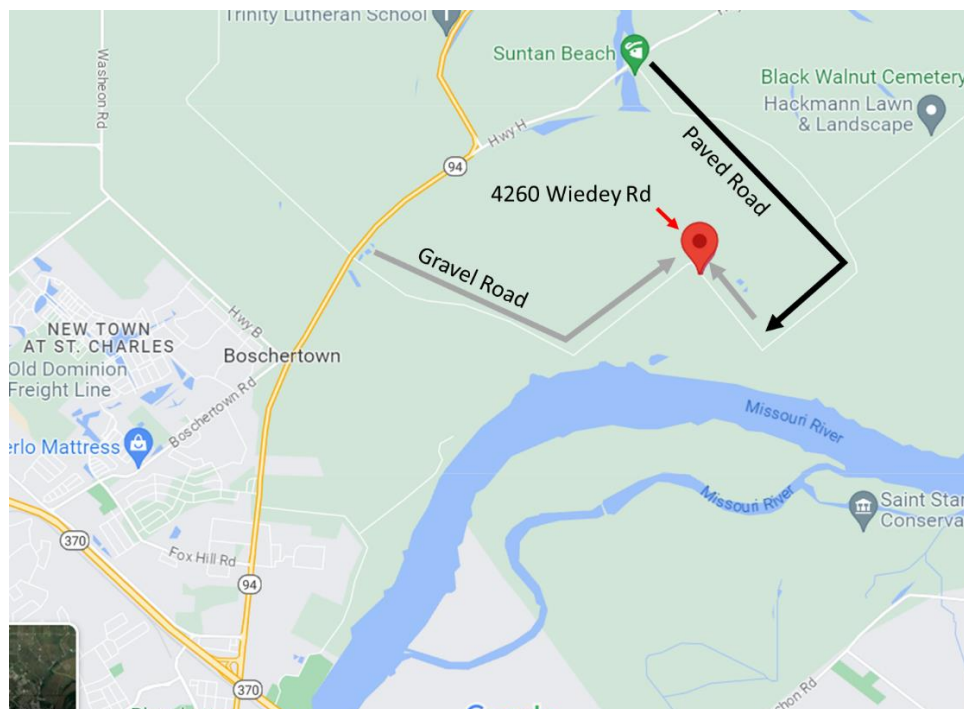 Trinity Lutheran School
Suntan Beach
Black Walnut Cemetery
Hackmann Lawn
& Landscape
Washeon Rd
Hwy H
94
Paved Road
4260 Wiedey Rd
Gravel Road
Hwy B
NEW TOWN
AT ST. CHARLES
Boschertown
Old Dominion
Freight Line
Boschertown Rd
erlo Mattress
Missouri River
Missouri River
Saint Star
Conserva
370
Fox Hill Rd
94
370